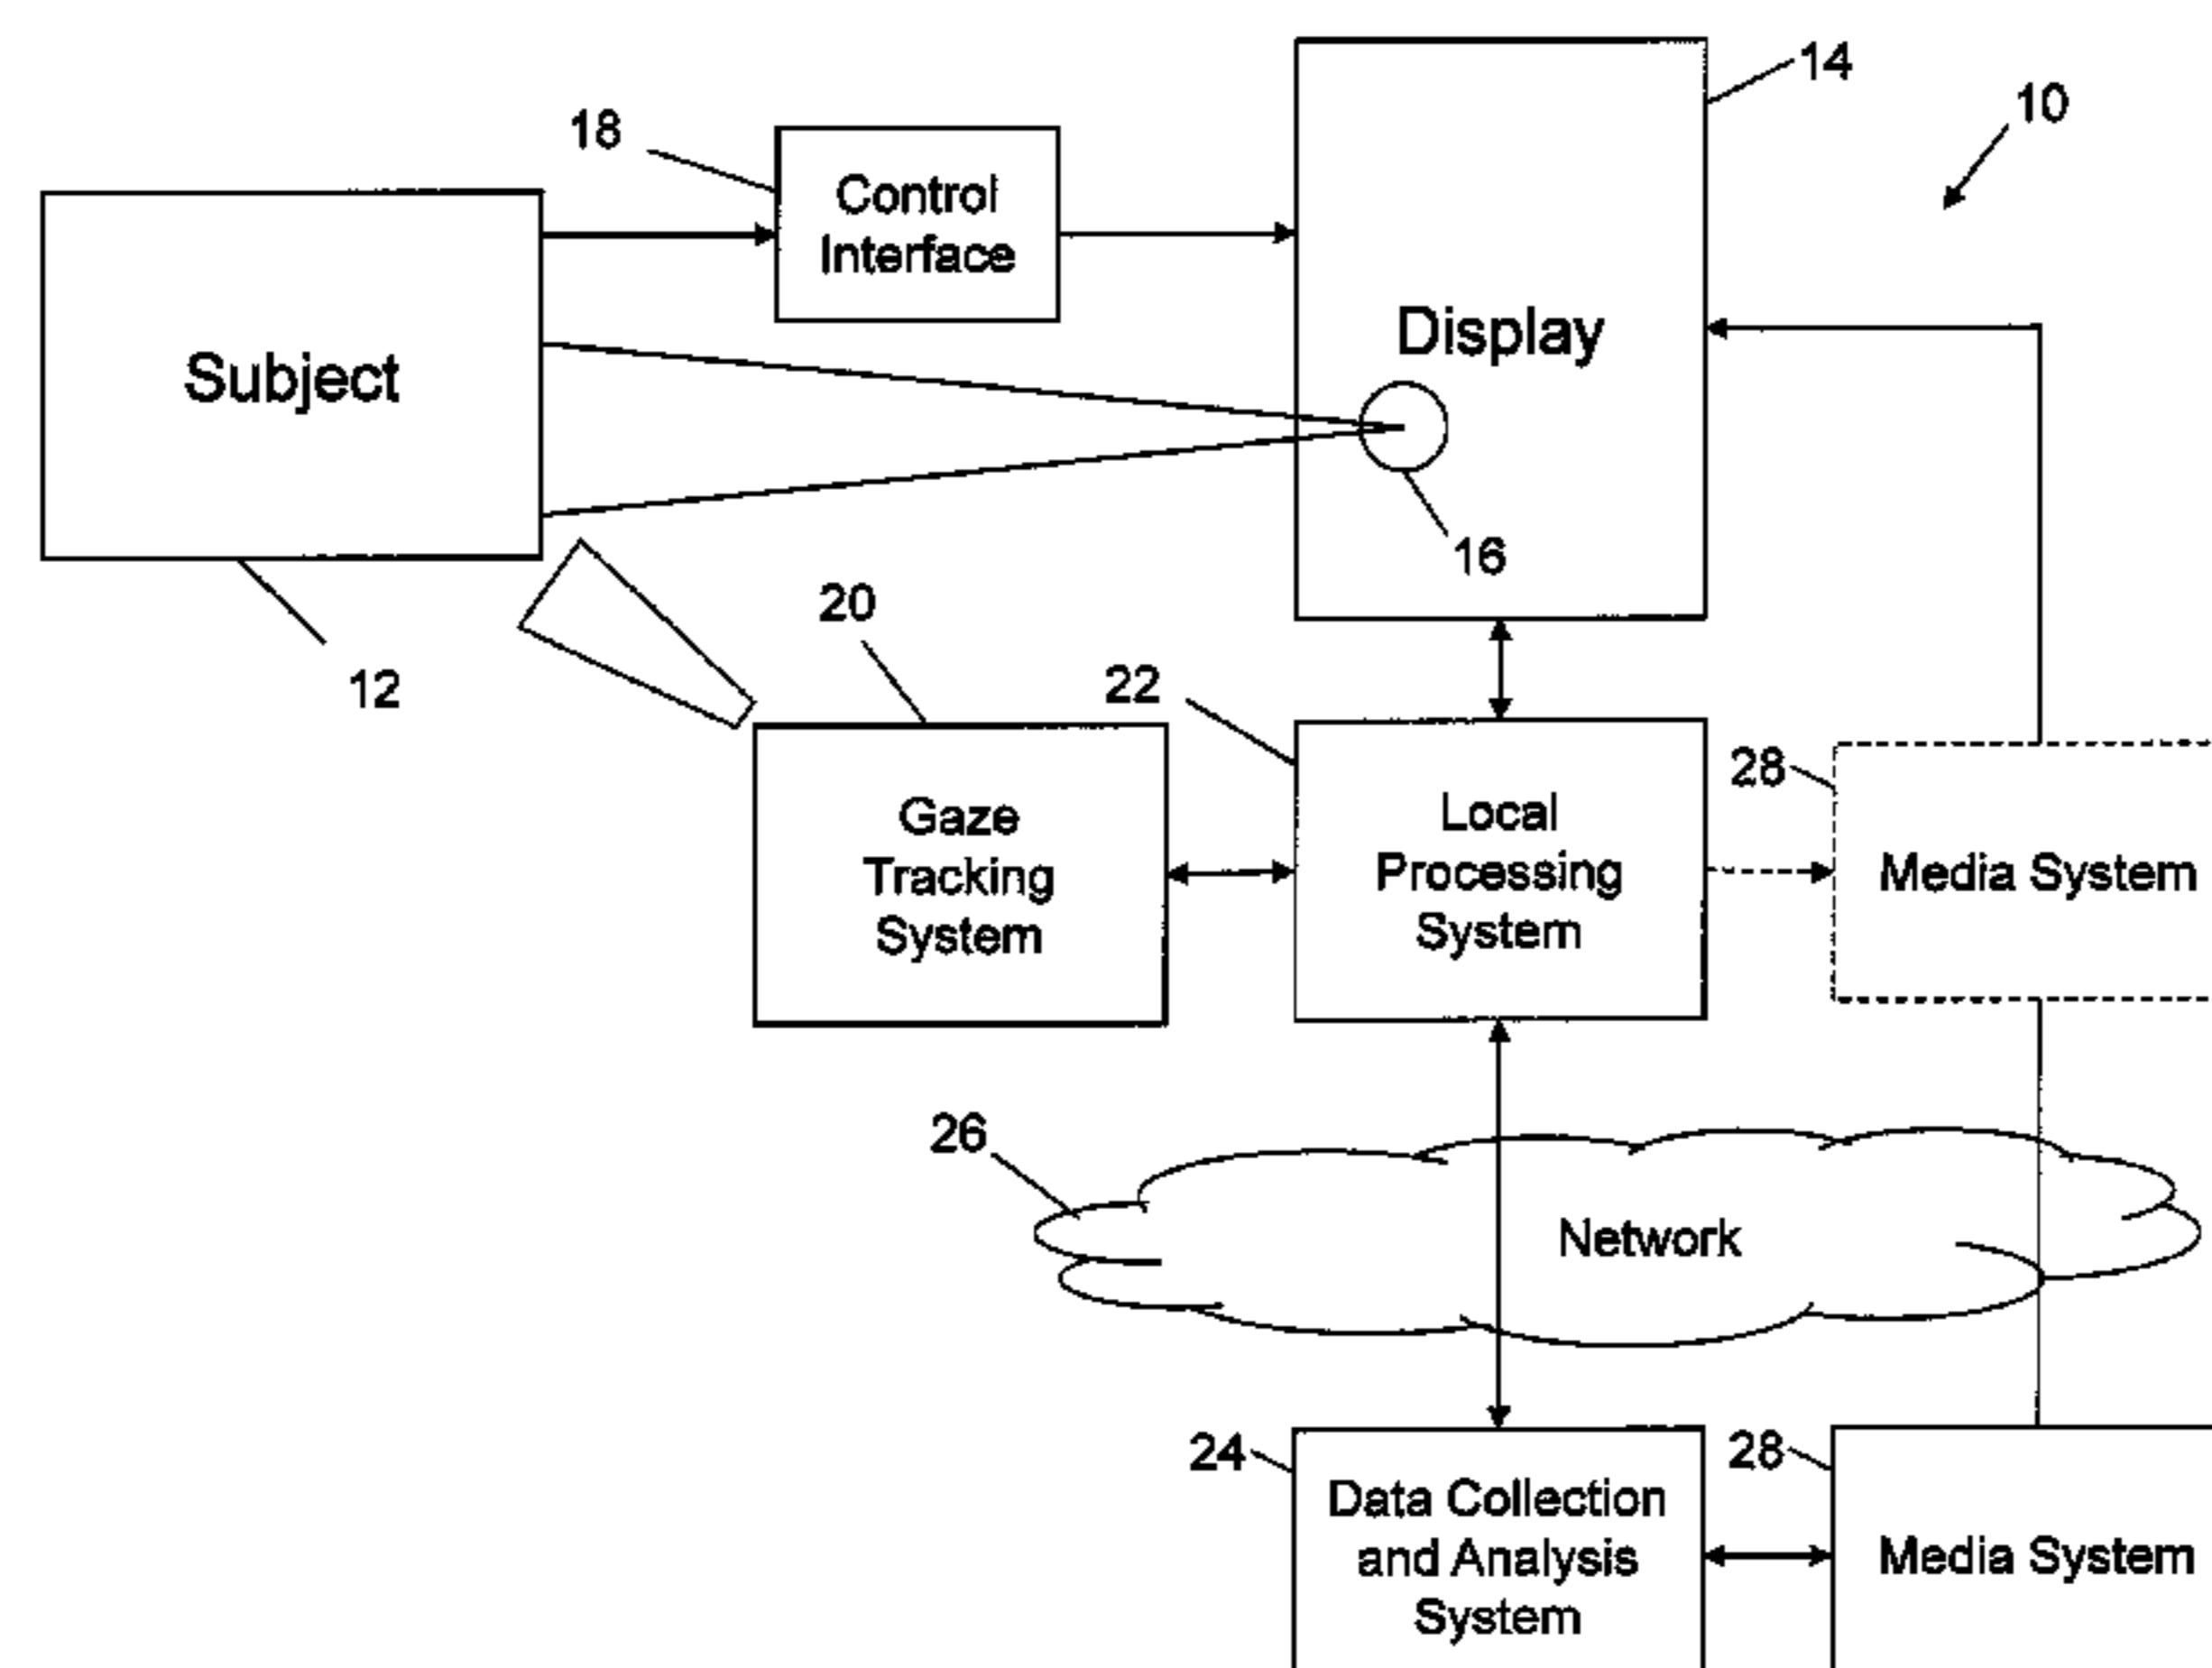 14
10
18
Control
Interface
Subject
Display
16
12
20
22
28
Gaze
Tracking
System
Local
Processing
System
Media System
26
Network
24
28
Data Collection
and Analysis
System
Media System